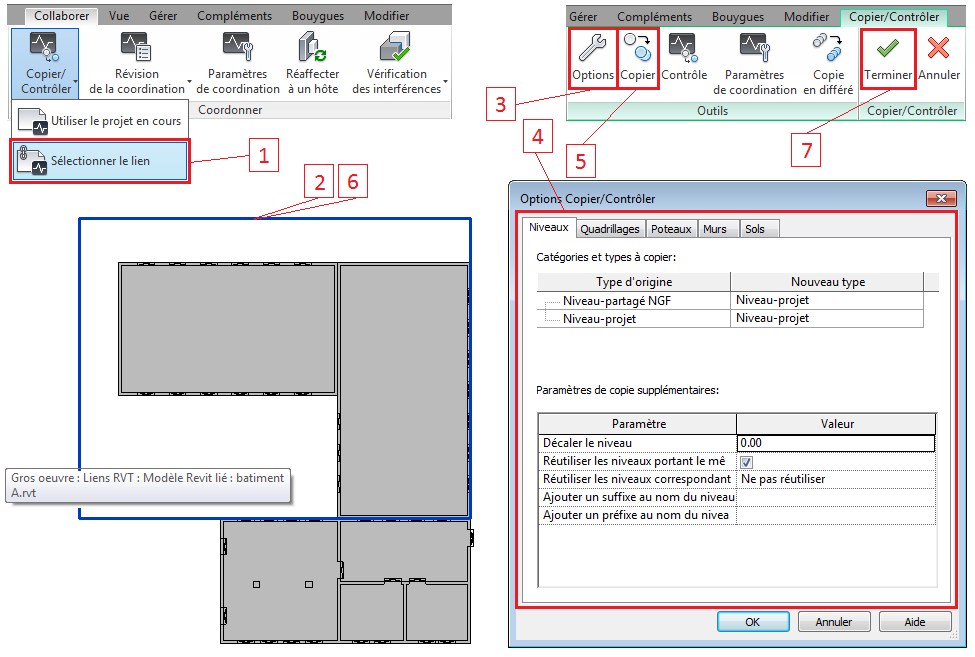 Collaborer Vue Gérer Compléments Bouygues Modifier
Copier/
Contrôler
Révision
de la coordination
Paramètres
de coordination
Réaffecter
à un hôte
Vérification
des interférences
Coordonner
Utiliser le projet en cours
Sélectionner le lien
1
2
6
Gérer Compléments Bouygues Modifier Copier/Contrôler
Options
Copier
Contrôle
Paramètres
de coordination
Copie
en différé
Terminer
Annuler
Outils
Copier/Contrôler
3
4
5
7
Gros oeuvre : Liens RVT : Modèle Revit lié : batiment
A.rvt
Options Copier/Contrôler
Niveaux Quadrillages Poteaux Murs Sols
Catégories et types à copier:
Type d'origine Nouveau type
Niveau-partagé NGF Niveau-projet
Niveau-projet Niveau-projet
Paramètres de copie supplémentaires:
Paramètre Valeur
Décaler le niveau 0.00
Réutiliser les niveaux portant le mê
Réutiliser les niveaux correspondant Ne pas réutiliser
Ajouter un suffixe au nom du niveau
Ajouter un préfixe au nom du nivea
OK Annuler Aide